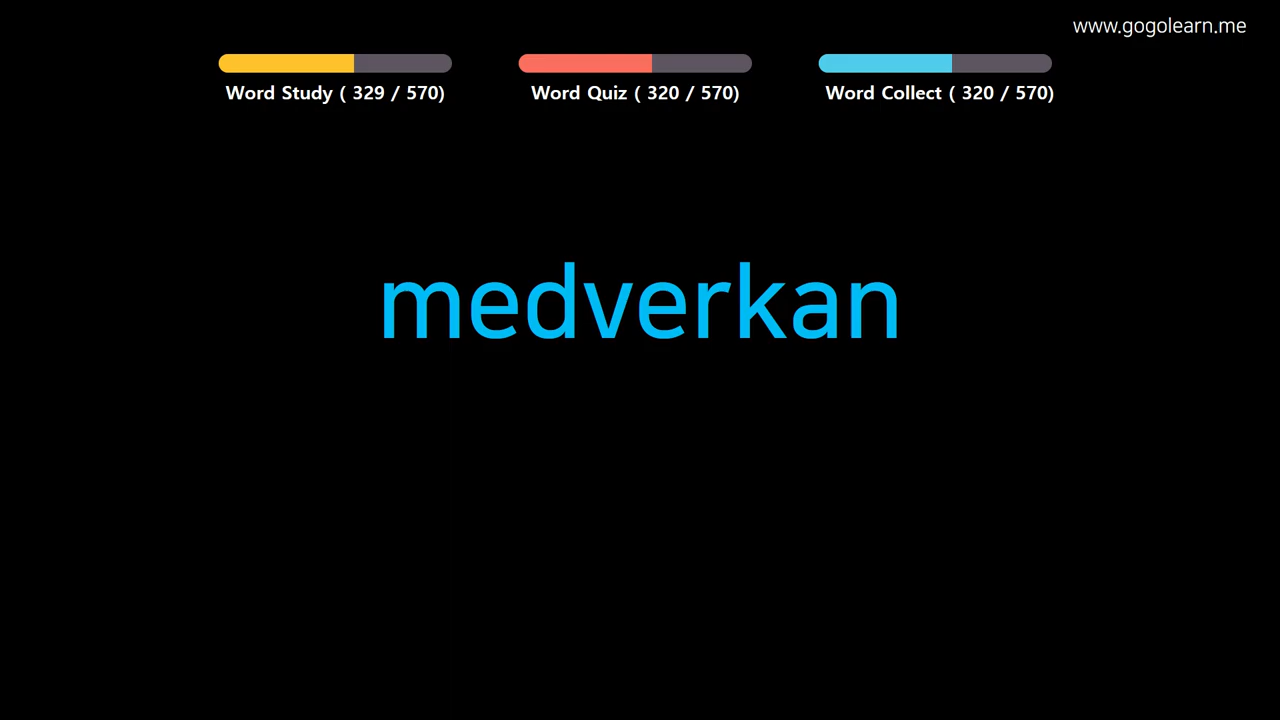 www.gogolearn.me
Word Study ( 329 / 570)
Word Quiz ( 320 / 570)
Word Collect ( 320 / 570)
medverkan